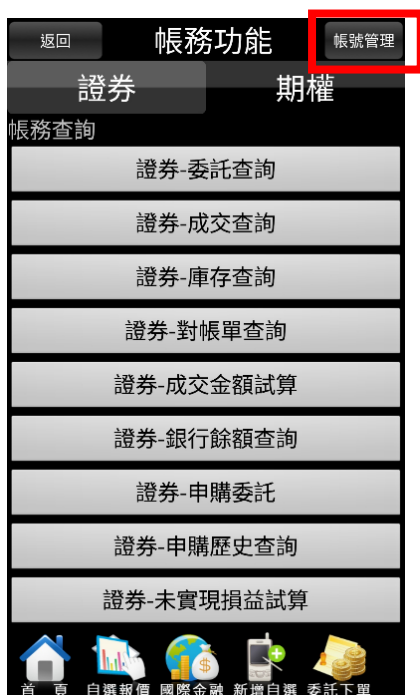 返回 帳務功能 帳號管理
證券 期權
帳務查詢
證券-委託查詢
證券-成交查詢
證券-庫存查詢
證券-對帳單查詢
證券-成交金額試算
證券-銀行餘額查詢
證券-申購委託
證券-申購歷史查詢
證券-未實現損益試算
首 頁 自選報價 國際金融 新增自選 委託下單